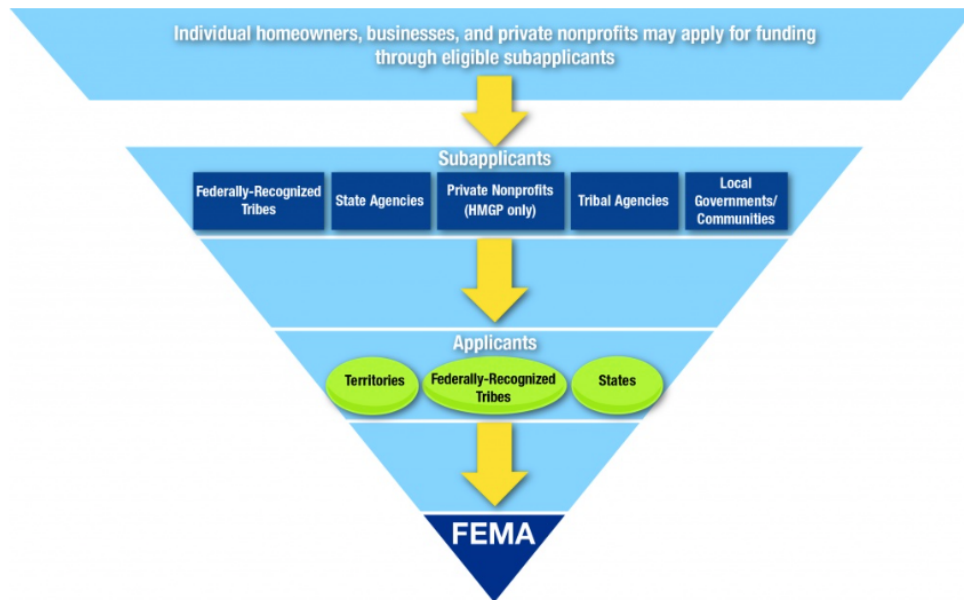 Individual homeowners, businesses, and private nonprofits may apply for funding
through eligible subapplicants
Subapplicants
Federally-Recognized
Tribes
State Agencies
Private Nonprofits
(HMGP only)
Tribal Agencies
Local
Governments/
Communities
Applicants
Territories
Federally-Recognized
Tribes
States
FEMA